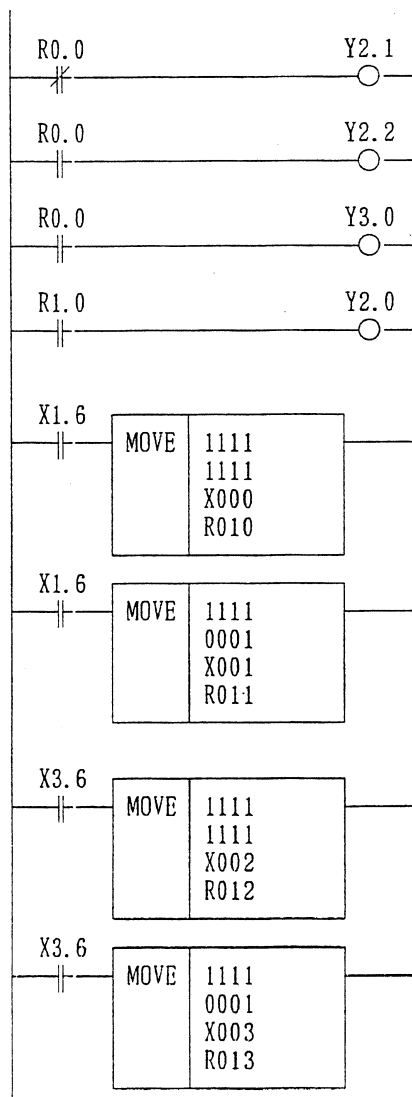 R0.0 Y2.1
R0.0 Y2.2
R0.0 Y3.0
R1.0 Y2.0
X1.6
MOVE 1111
1111
X000
R010
X1.6
MOVE 1111
0001
X001
R011
X3.6
MOVE 1111
1111
X002
R012
X3.6
MOVE 1111
0001
X003
R013